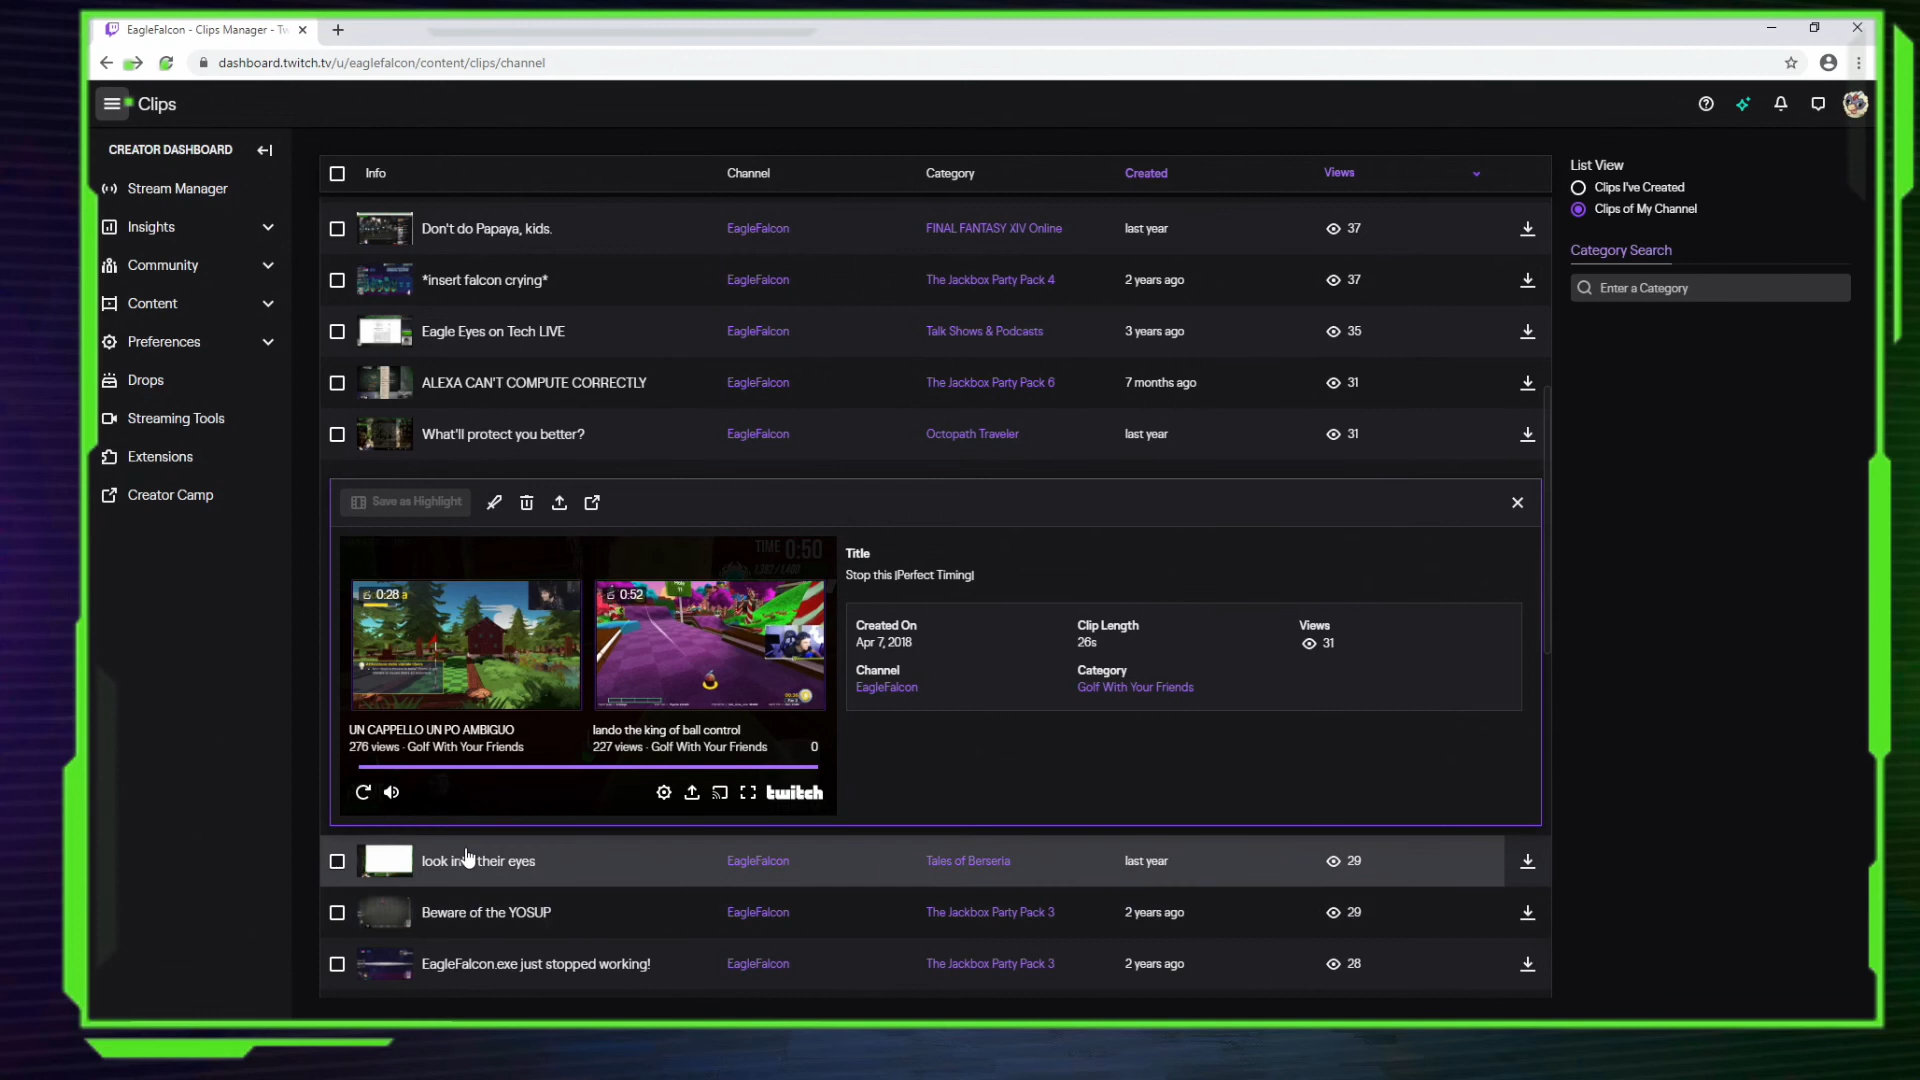 EagleFalcon - Clips Manager - Tw
dashboard.twitch.tv/u/eaglefalcon/content/clips/channel
Clips
CREATOR DASHBOARD
Stream Manager
Insights
Community
Content
Preferences
Drops
Streaming Tools
Extensions
Creator Camp
Info Channel Category Created Views
Don't do Papaya, kids. EagleFalcon FINAL FANTASY XIV Online last year 37
*insert falcon crying* EagleFalcon The Jackbox Party Pack 4 2 years ago 37
Eagle Eyes on Tech LIVE EagleFalcon Talk Shows & Podcasts 3 years ago 35
ALEXA CAN'T COMPUTE CORRECTLY EagleFalcon The Jackbox Party Pack 6 7 months ago 31
What'll protect you better? EagleFalcon Octopath Traveler last year 31
Save as Highlight
TIME 0:50
0:28
0:52
UN CAPPELLO UN PO AMBIGUO
276 views · Golf With Your Friends
lando the king of ball control
227 views · Golf With Your Friends
0
twitch
Title
Stop this |Perfect Timing|
Created On
Apr 7, 2018
Clip Length
26s
Views
31
Channel
EagleFalcon
Category
Golf With Your Friends
look in their eyes EagleFalcon Tales of Berseria last year 29
Beware of the YOSUP EagleFalcon The Jackbox Party Pack 3 2 years ago 29
EagleFalcon.exe just stopped working! EagleFalcon The Jackbox Party Pack 3 2 years ago 28
List View
Clips I've Created
Clips of My Channel
Category Search
Enter a Category